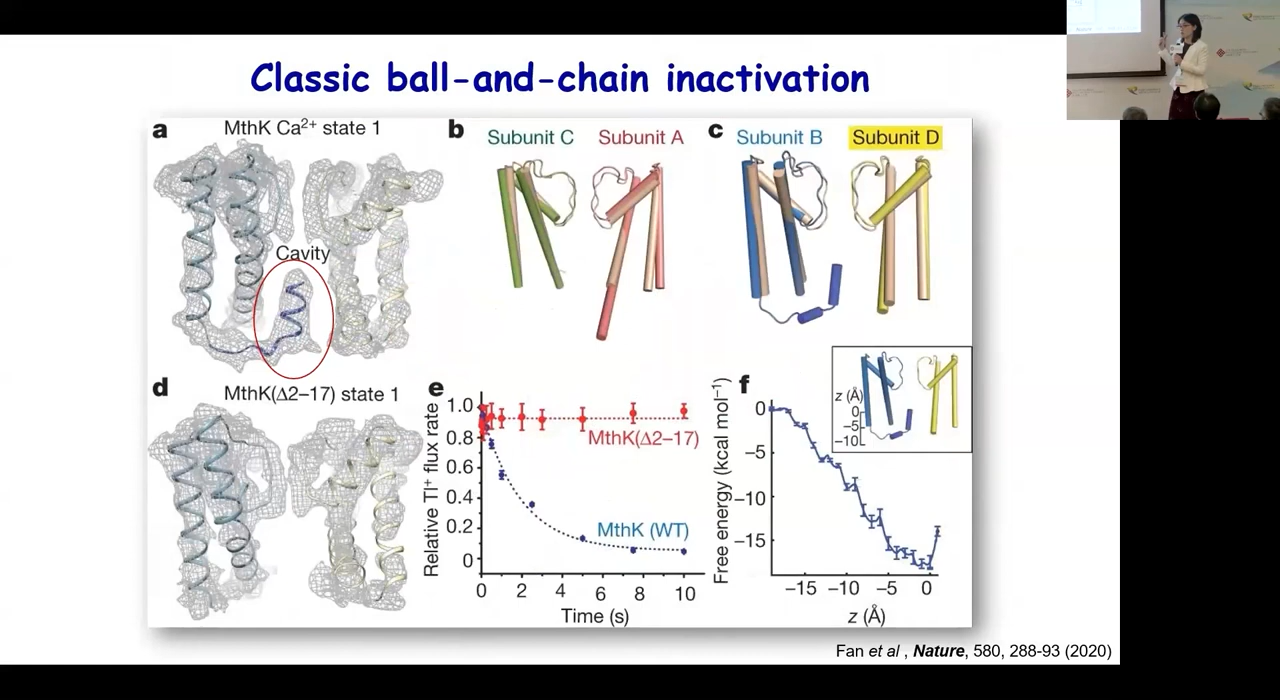 Classic ball-and-chain inactivation
a
MthK Ca²⁺ state 1
Cavity
b
Subunit C
Subunit A
c
Subunit B
Subunit D
d
MthK(Δ2–17) state 1
e
Relative Tl⁺ flux rate
1.0
0.8
0.6
0.4
0.2
0
MthK(Δ2–17)
MthK (WT)
0 2 4 6 8 10
Time (s)
f
Free energy (kcal mol⁻¹)
0
−5
−10
−15
z (Å)
0
−5
−10
−15 −10 −5 0
z (Å)
Fan et al , Nature, 580, 288-93 (2020)